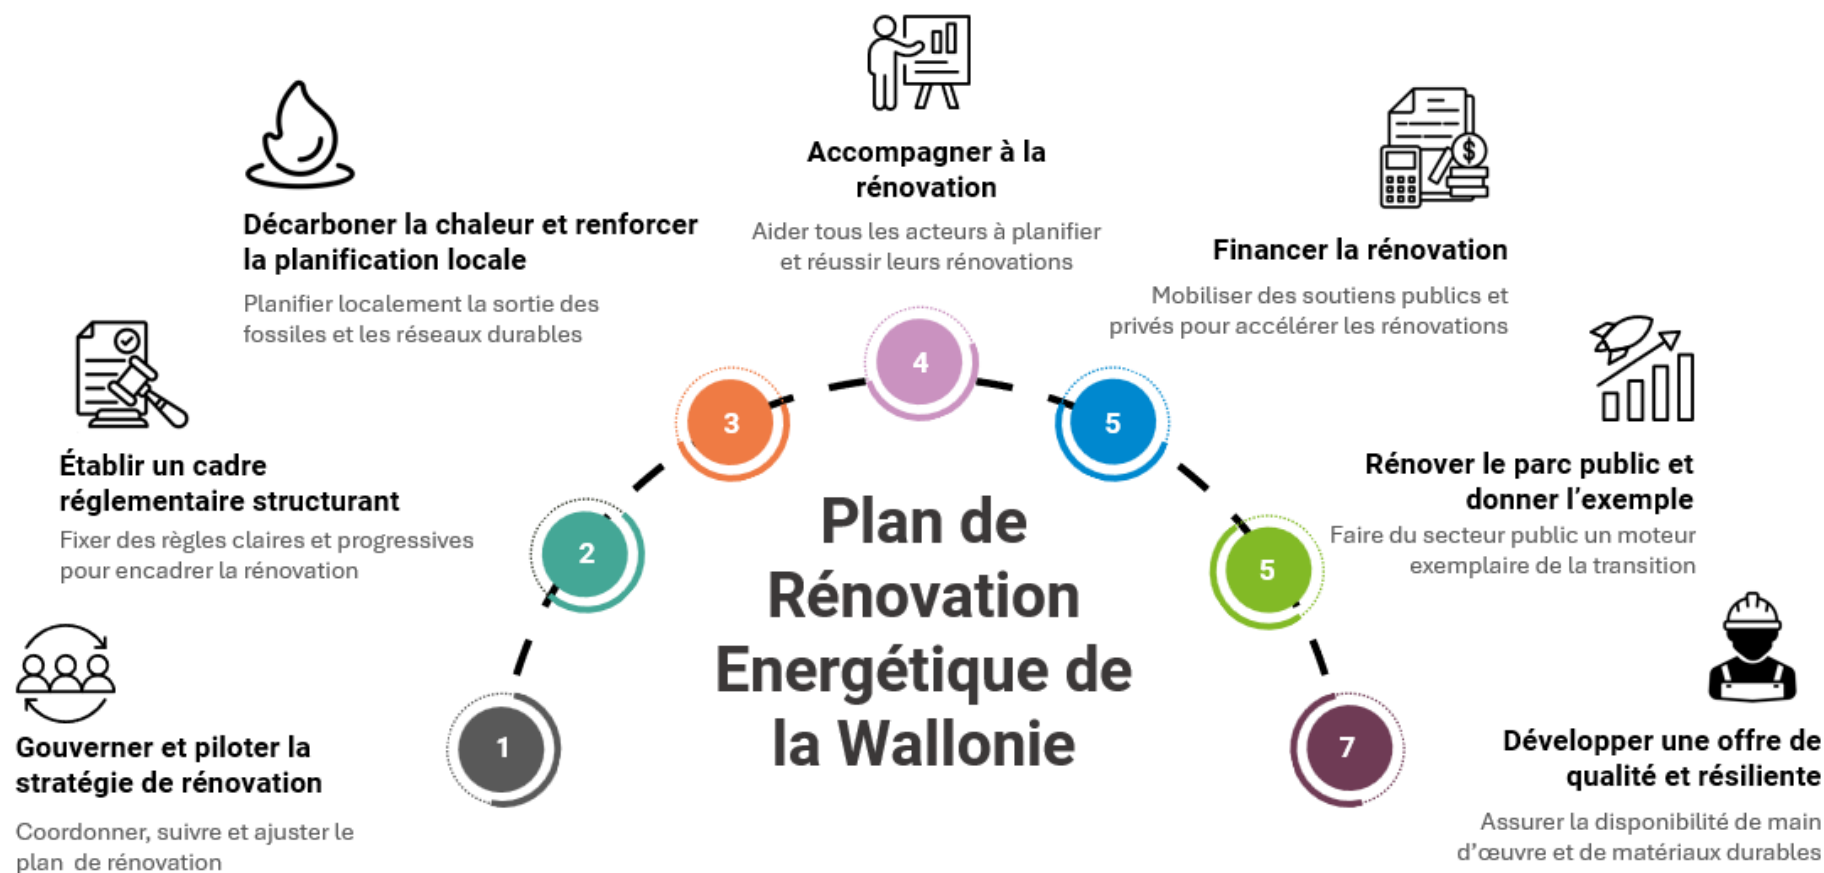 Accompagner à la
rénovation
Aider tous les acteurs à planifier
et réussir leurs rénovations
Décarboner la chaleur et renforcer
la planification locale
Planifier localement la sortie des
fossiles et les réseaux durables
Financer la rénovation
Mobiliser des soutiens publics et
privés pour accélérer les rénovations
Établir un cadre
réglementaire structurant
Fixer des règles claires et progressives
pour encadrer la rénovation
Rénover le parc public et
donner l’exemple
Faire du secteur public un moteur
exemplaire de la transition
Gouverner et piloter la
stratégie de rénovation
Coordonner, suivre et ajuster le
plan de rénovation
Développer une offre de
qualité et résiliente
Assurer la disponibilité de main
d’œuvre et de matériaux durables
1
2
3
4
5
5
7
$
Plan de
Rénovation
Energétique de
la Wallonie